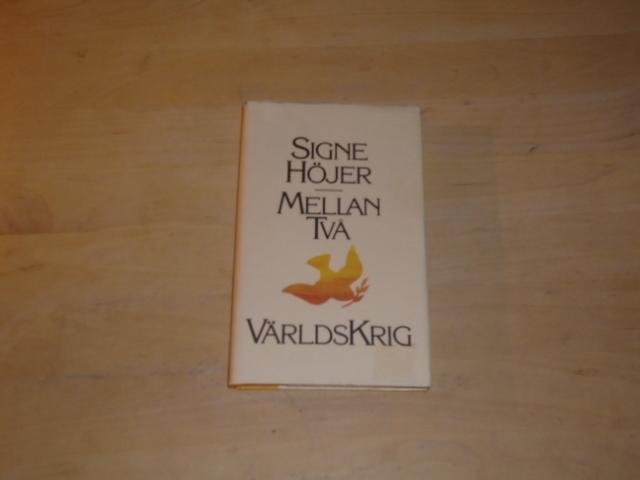 SIGNE
HÖJER
MELLAN
TVÅ
VÄRLDSKRIG